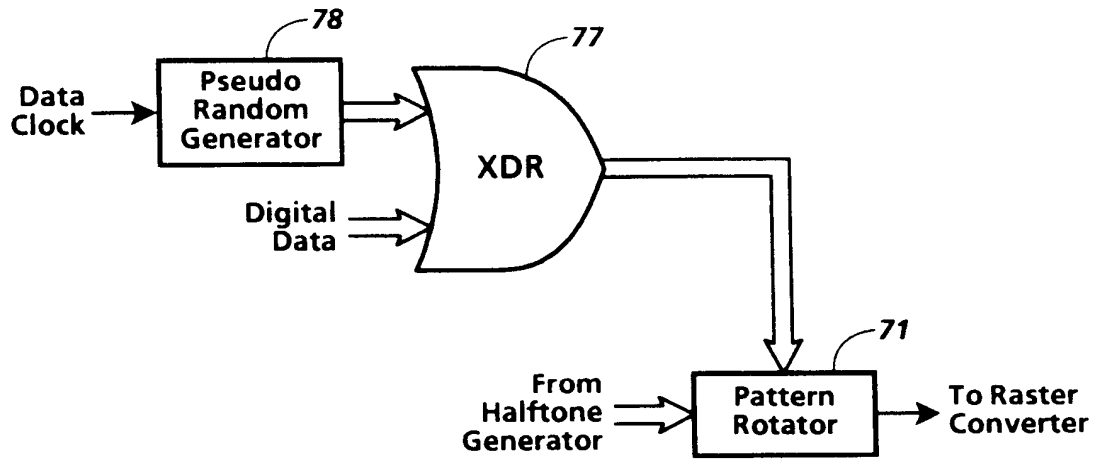 78
77
Pseudo
Random
Generator
Data
Clock
XDR
Digital
Data
71
From
Halftone
Generator
Pattern
Rotator
To Raster
Converter